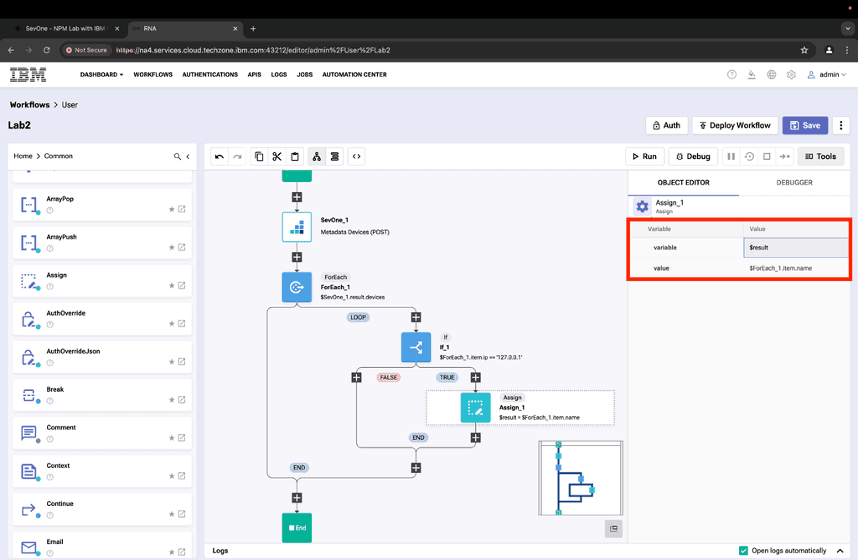 SevOne - NPM Lab with IBM
RNA
Not Secure
https://na4.services.cloud.techzone.ibm.com:43212/editor/admin%2FUser%2FLab2
IBM
DASHBOARD
WORKFLOWS
AUTHENTICATIONS
APIS
LOGS
JOBS
AUTOMATION CENTER
admin
Workflows > User
Lab2
Auth
Deploy Workflow
Save
Home > Common
Run
Debug
Tools
ArrayPop
ArrayPush
Assign
AuthOverride
AuthOverrideJson
Break
Comment
Context
Continue
Email
SevOne_1
Metadata Devices (POST)
ForEach
ForEach_1
$SevOne_1.result.devices
LOOP
If
If_1
$ForEach_1.item.ip == "127.0.0.1"
FALSE
TRUE
Assign
Assign_1
$result = $ForEach_1.item.name
END
END
End
OBJECT EDITOR
DEBUGGER
Assign_1
Assign
Variable Value
variable $result
value $ForEach_1.item.name
Logs
Open logs automatically